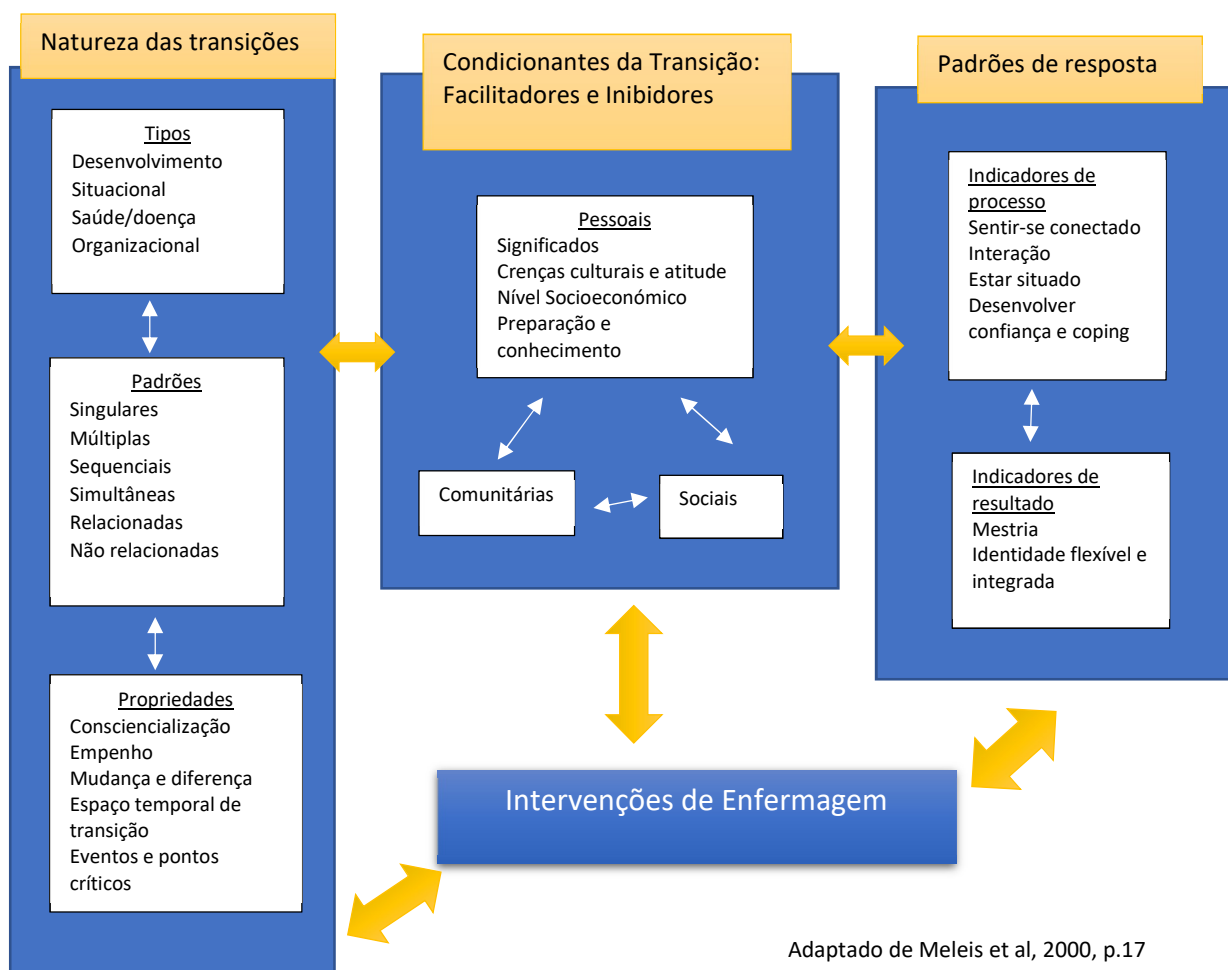 Natureza das transições
Tipos
Desenvolvimento
Situacional
Saúde/doença
Organizacional
Padrões
Singulares
Múltiplas
Sequenciais
Simultâneas
Relacionadas
Não relacionadas
Propriedades
Consciencialização
Empenho
Mudança e diferença
Espaço temporal de
transição
Eventos e pontos
críticos
Condicionantes da Transição:
Facilitadores e Inibidores
Pessoais
Significados
Crenças culturais e atitude
Nível Socioeconómico
Preparação e
conhecimento
Comunitárias
Sociais
Padrões de resposta
Indicadores de
processo
Sentir-se conectado
Interação
Estar situado
Desenvolver
confiança e coping
Indicadores de
resultado
Mestria
Identidade flexível e
integrada
Intervenções de Enfermagem
Adaptado de Meleis et al, 2000, p.17